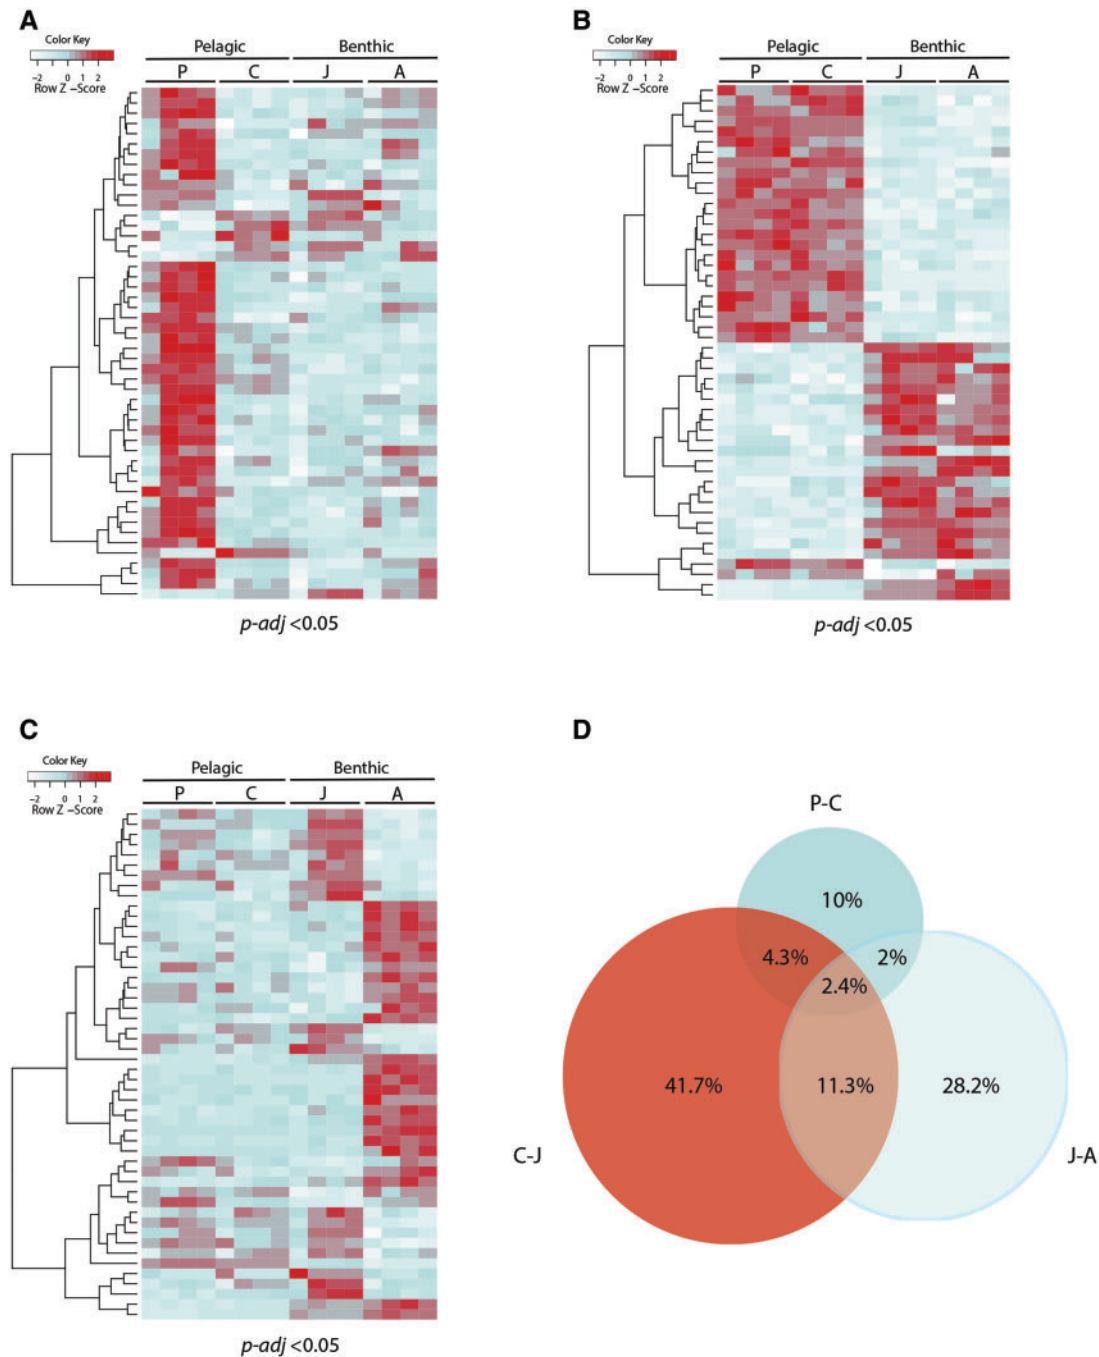 A
Color Key
−2 0 1 2
Row Z −Score
Pelagic Benthic
P C J A
p-adj <0.05
B
Color Key
−2 0 1 2
Row Z −Score
Pelagic Benthic
P C J A
p-adj <0.05
C
Color Key
−2 0 1 2
Row Z −Score
Pelagic Benthic
P C J A
p-adj <0.05
D
P-C
10%
4.3% 2%
2.4%
41.7% 11.3% 28.2%
C-J J-A